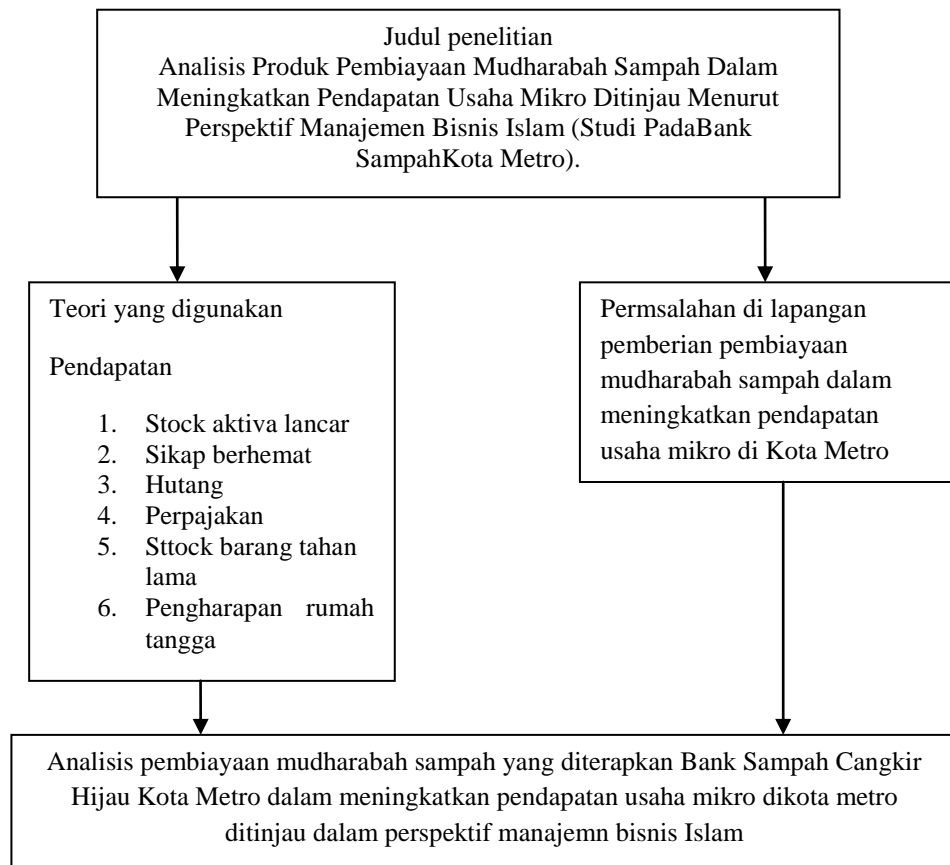 Judul penelitian
Analisis Produk Pembiayaan Mudharabah Sampah Dalam
Meningkatkan Pendapatan Usaha Mikro Ditinjau Menurut
Perspektif Manajemen Bisnis Islam (Studi PadaBank
SampahKota Metro).
Teori yang digunakan
Pendapatan
1. Stock aktiva lancar
2. Sikap berhemat
3. Hutang
4. Perpajakan
5. Sttock barang tahan
lama
6. Pengharapan rumah
tangga
Permsalahan di lapangan
pemberian pembiayaan
mudharabah sampah dalam
meningkatkan pendapatan
usaha mikro di Kota Metro
Analisis pembiayaan mudharabah sampah yang diterapkan Bank Sampah Cangkir
Hijau Kota Metro dalam meningkatkan pendapatan usaha mikro dikota metro
ditinjau dalam perspektif manajemn bisnis Islam